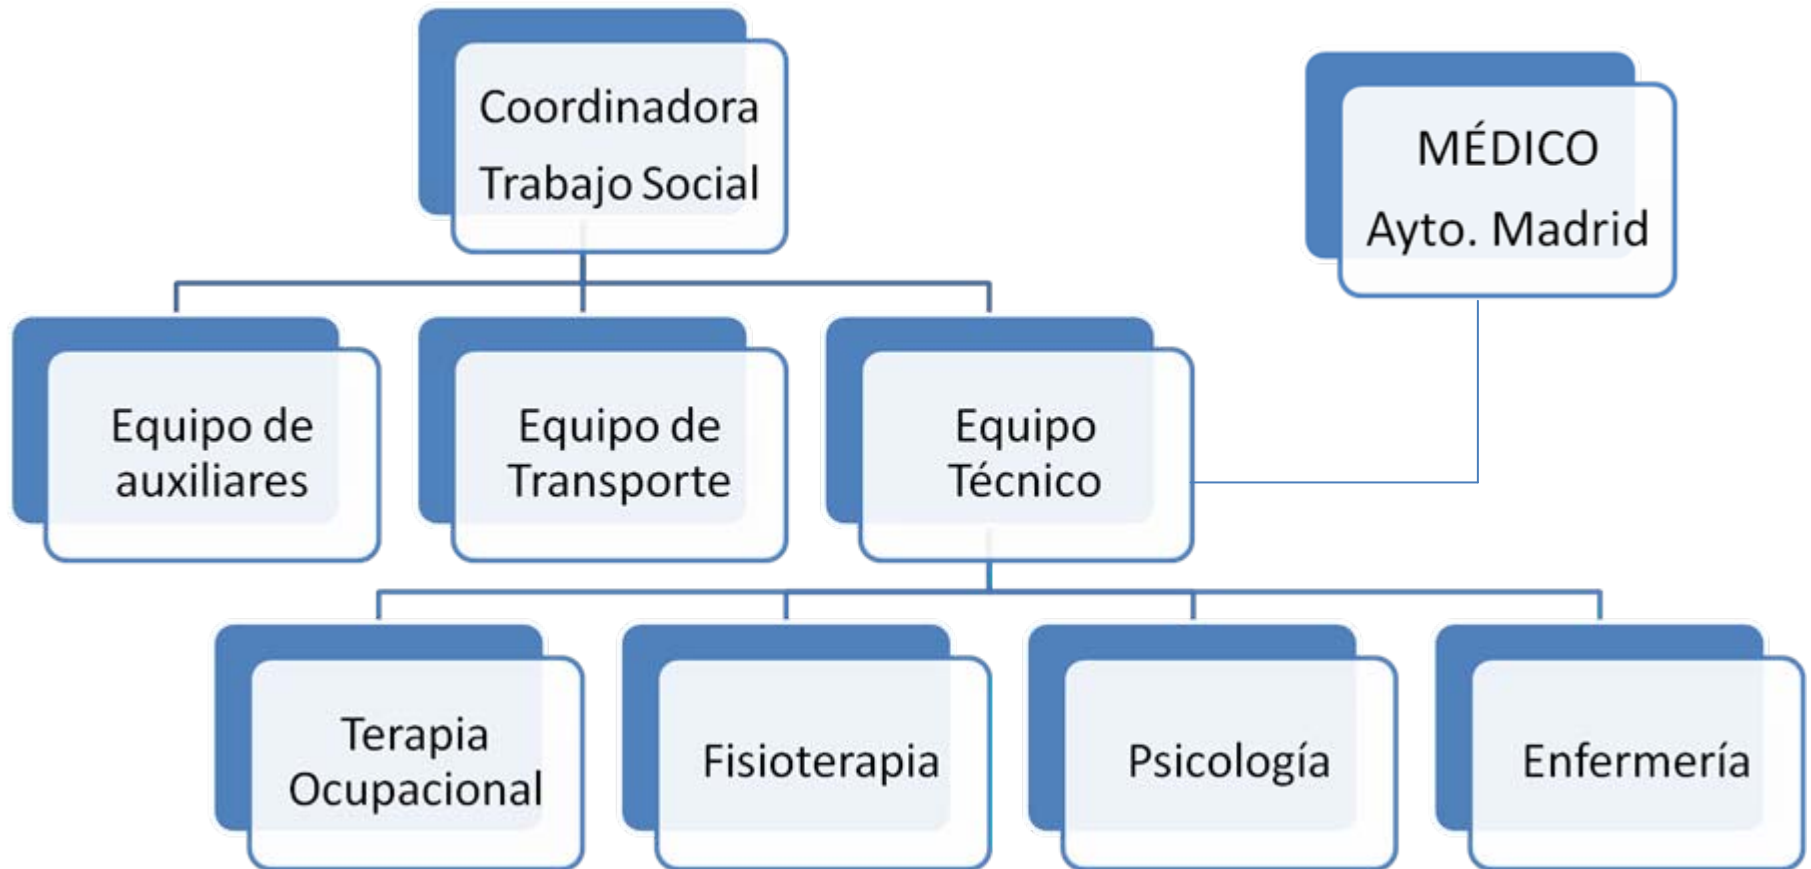 Coordinadora
Trabajo Social
MÉDICO
Ayto. Madrid
Equipo de
auxiliares
Equipo de
Transporte
Equipo
Técnico
Terapia
Ocupacional
Fisioterapia
Psicología
Enfermería